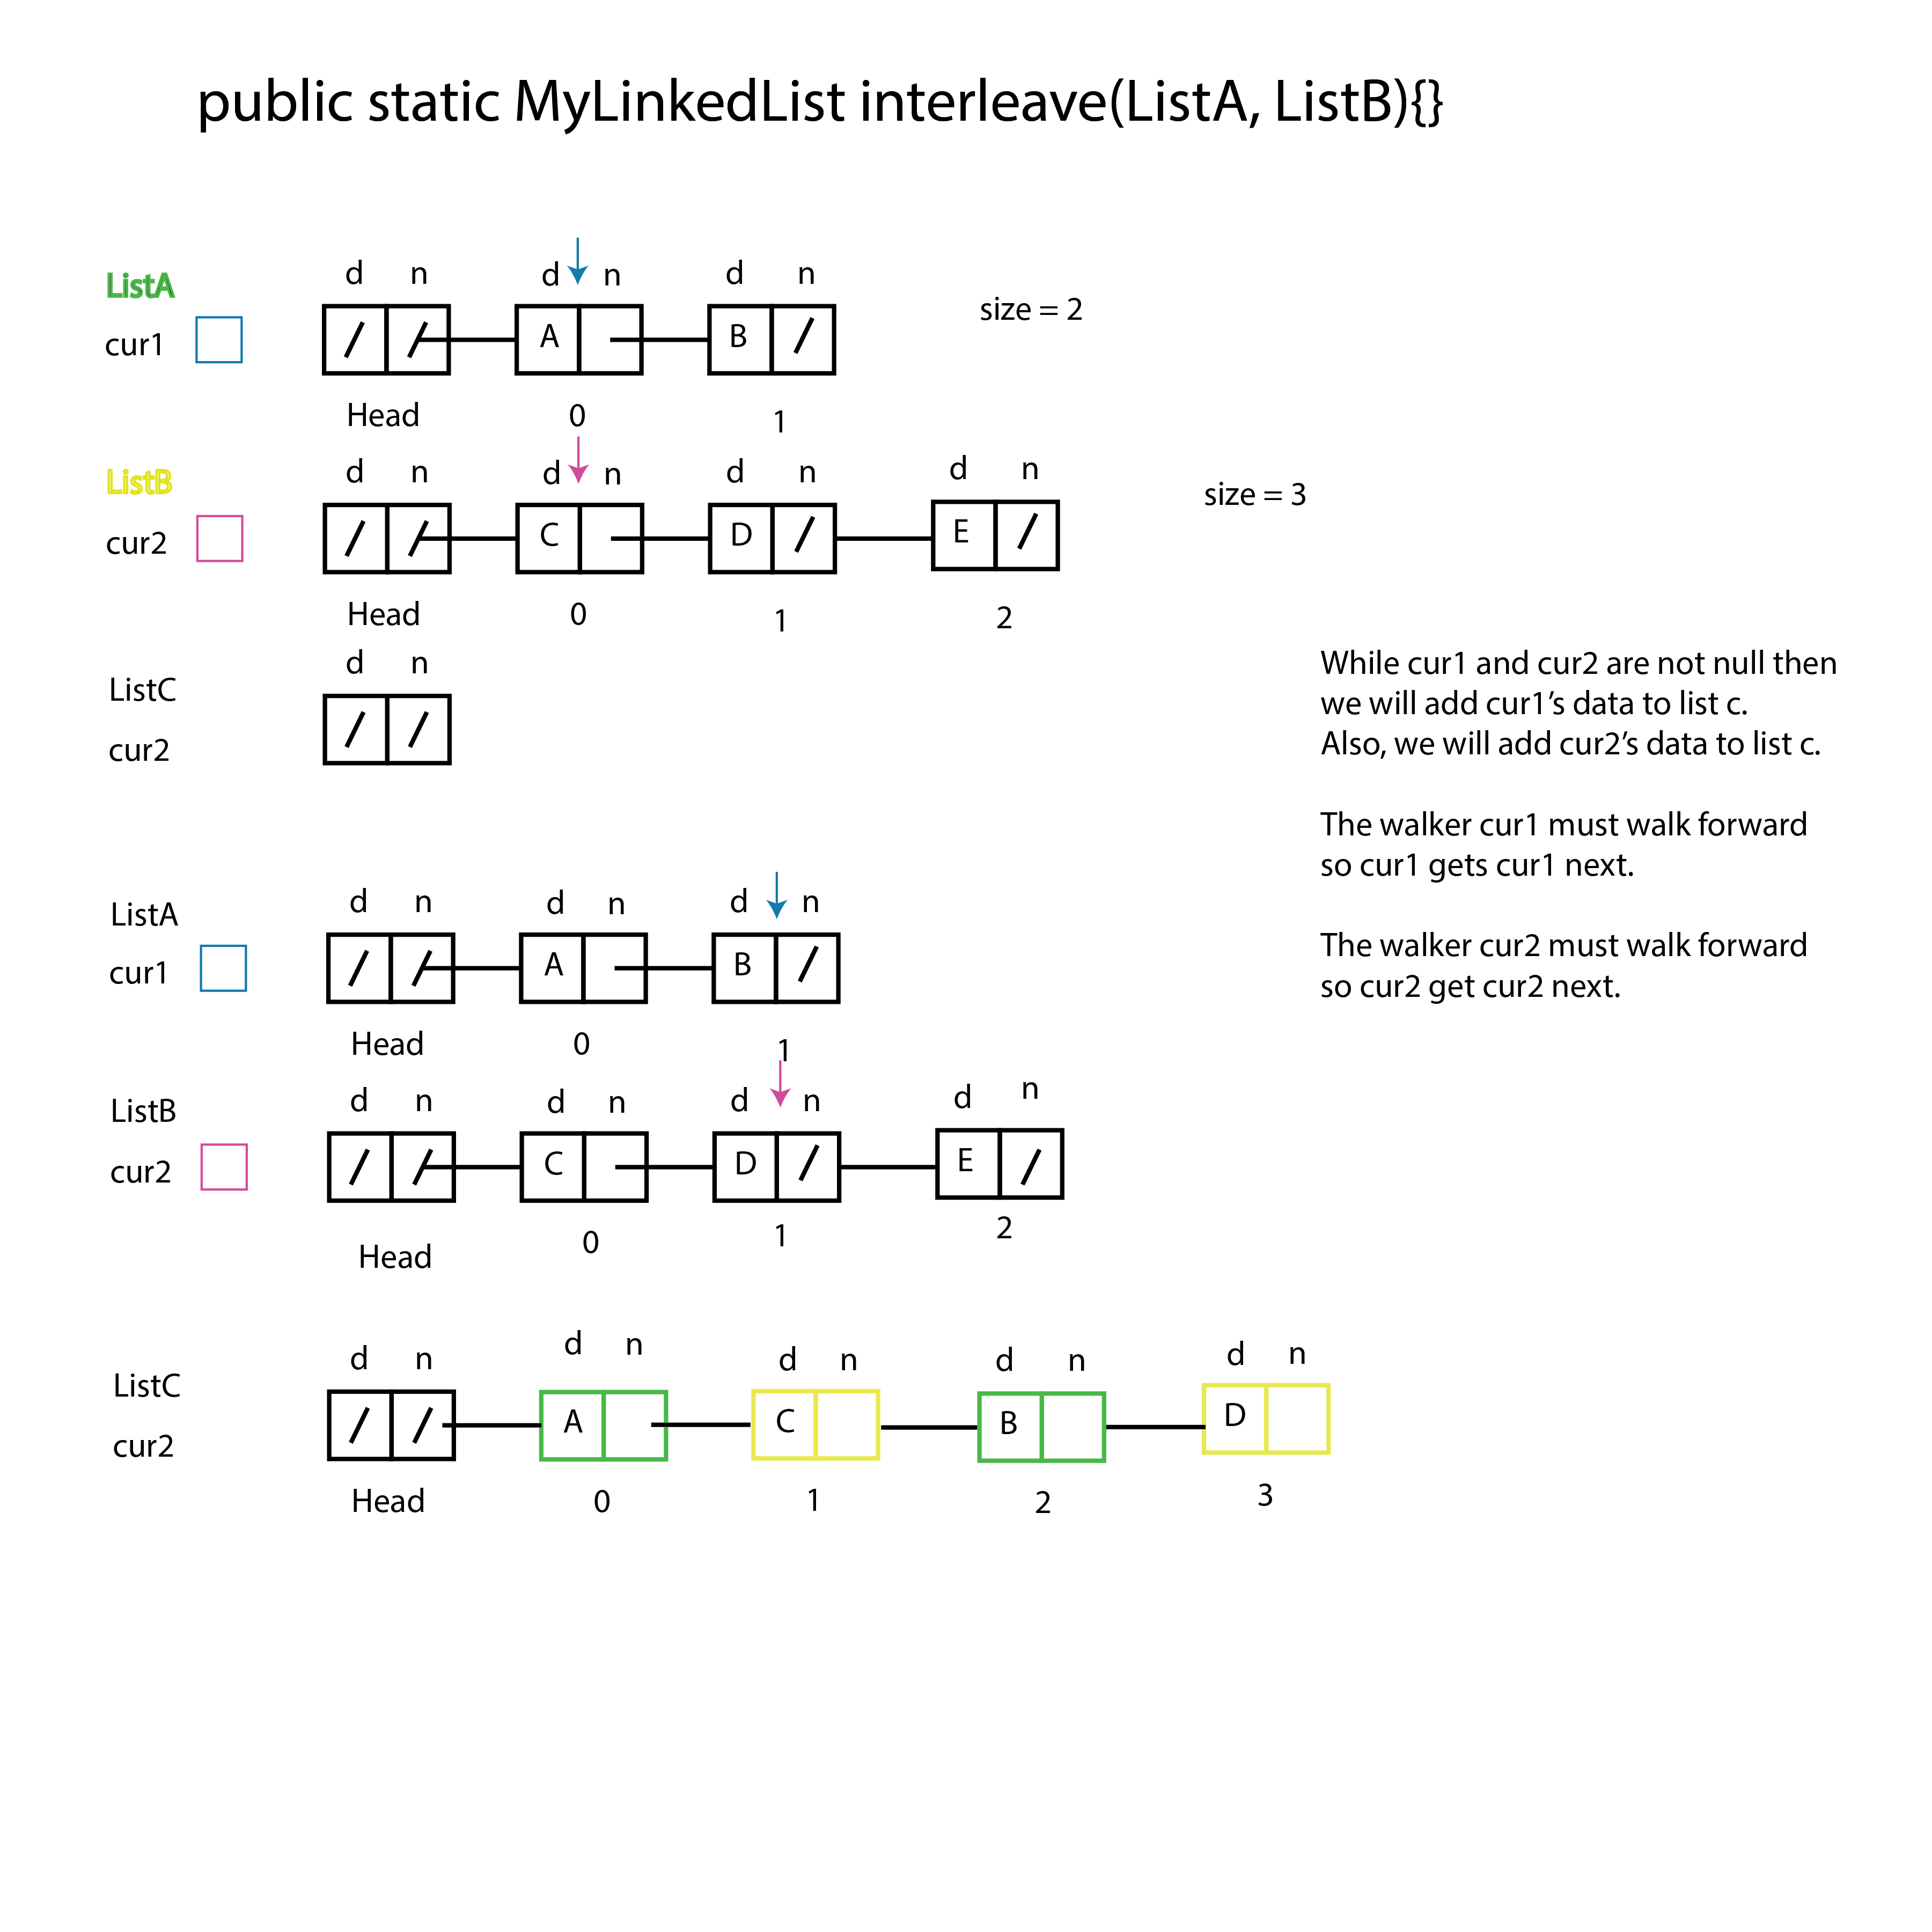 public static MyLinkedList interleave(ListA, ListB){}
ListA
cur1
d n d n d n
A B
size = 2
Head 0 1
ListB
cur2
d n d n d n d n
C D E
size = 3
Head 0 1 2
ListC
cur2
d n
While cur1 and cur2 are not null then
we will add cur1’s data to list c.
Also, we will add cur2’s data to list c.
The walker cur1 must walk forward
so cur1 gets cur1 next.
The walker cur2 must walk forward
so cur2 get cur2 next.
ListA
cur1
d n d n d n
A B
Head 0 1
ListB
cur2
d n d n d n d n
C D E
Head 0 1 2
ListC
cur2
d n d n d n d n d n
A C B D
Head 0 1 2 3